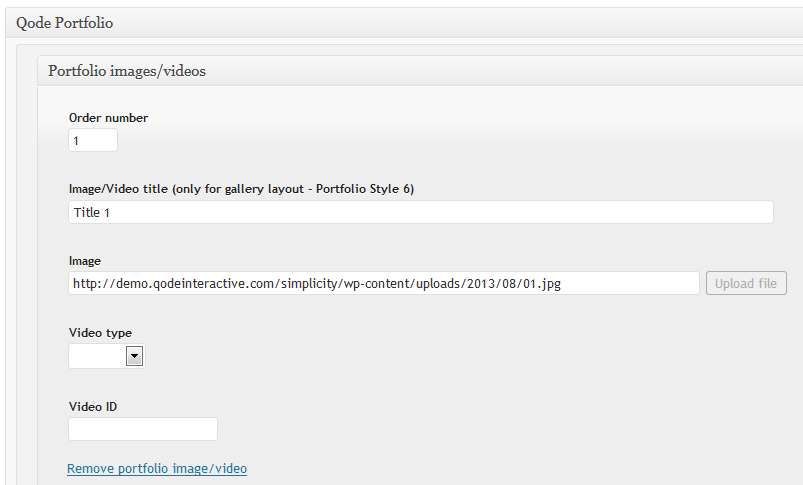 Qode Portfolio
Portfolio images/videos
Order number
1
Image/Video title (only for gallery layout - Portfolio Style 6)
Title 1
Image
http://demo.qodeinteractive.com/simplicity/wp-content/uploads/2013/08/01.jpg Upload file
Video type
Video ID
Remove portfolio image/video